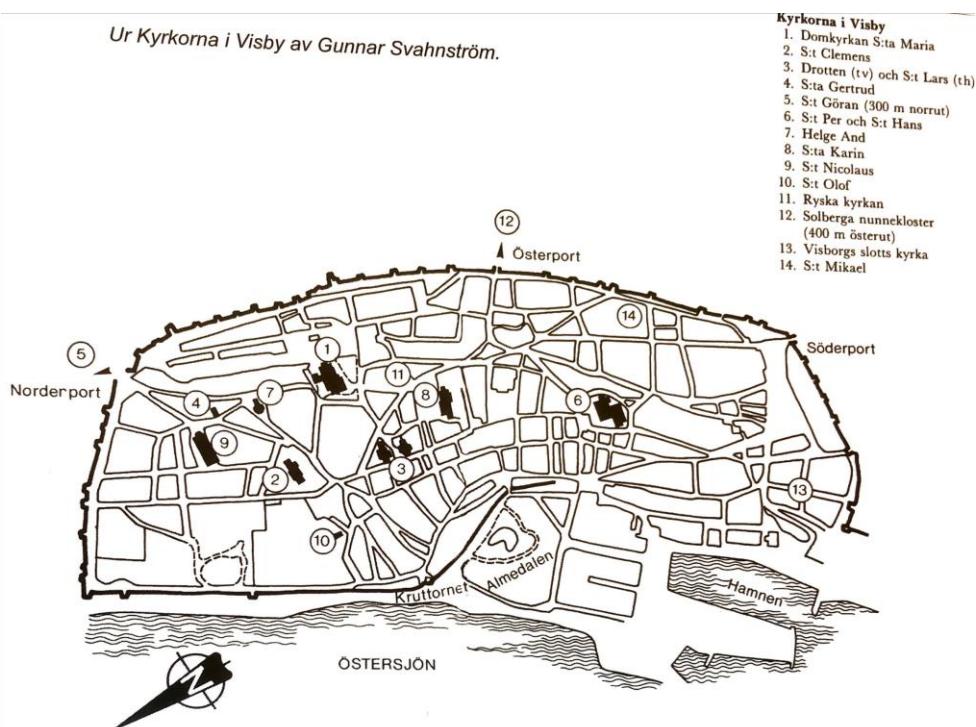 Ur Kyrkorna i Visby av Gunnar Svahnström.
Kyrkorna i Visby
1. Domkyrkan S:ta Maria
2. S:t Clemens
3. Drotten (tv) och S:t Lars (th)
4. S:ta Gertrud
5. S:t Göran (300 m norrut)
6. S:t Per och S:t Hans
7. Helge And
8. S:ta Karin
9. S:t Nicolaus
10. S:t Olof
11. Ryska kyrkan
12. Solberga nunnekloster
(400 m österut)
13. Visborgs slotts kyrka
14. S:t Mikael
12
Österport
14
5
1
Söderport
Norderport
11
4
7
8
6
9
3
2
13
10
Kruttornet
Almedalen
Hamnen
ÖSTERSJÖN
N